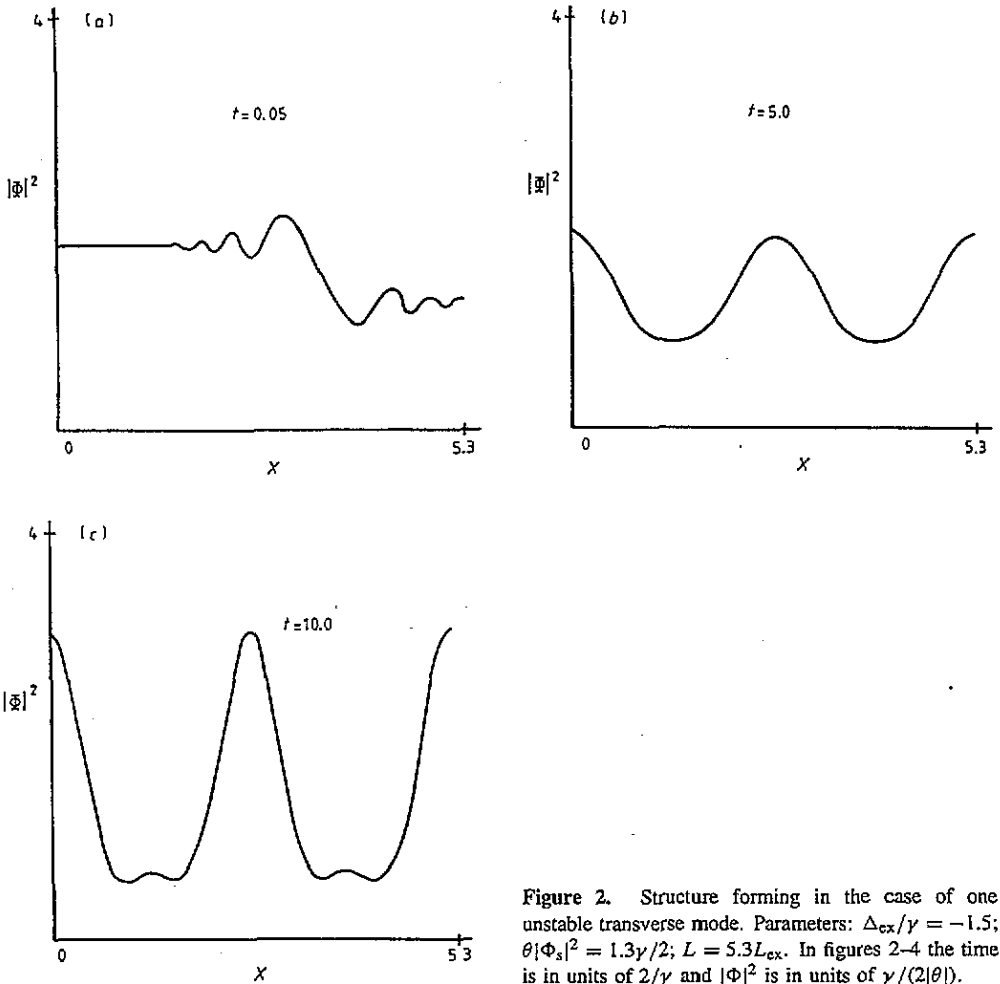 4 (a)
t=0.05
|Φ|²
0 5.3
X
4 (b)
t=5.0
|Φ|²
0 5.3
X
4 (c)
t=10.0
|Φ|²
0 5 3
X
Figure 2. Structure forming in the case of one
unstable transverse mode. Parameters: Δ_ex/γ = −1.5;
θ|Φ_s|² = 1.3γ/2; L = 5.3L_ex. In figures 2–4 the time
is in units of 2/γ and |Φ|² is in units of γ/(2|θ|).